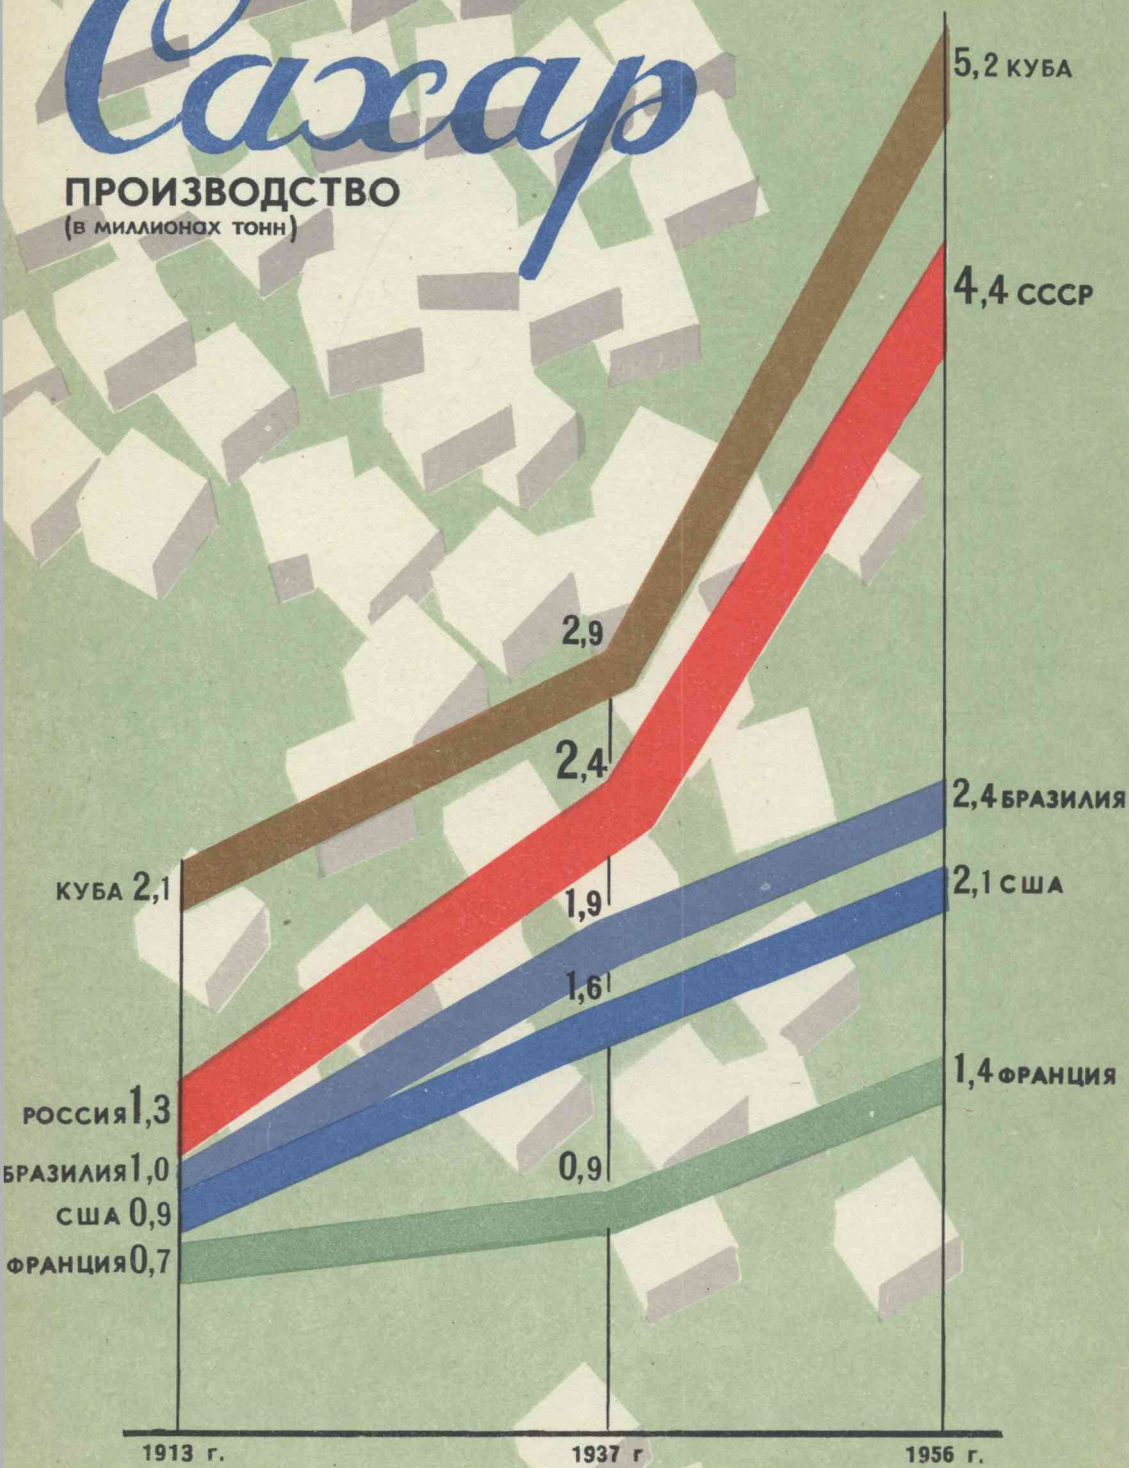 Сахар
ПРОИЗВОДСТВО
(в миллионах тонн)
5,2 КУБА
4,4 СССР
2,9
2,4
2,4 БРАЗИЛИЯ
КУБА 2,1
1,9
2,1 США
1,6
1,4 ФРАНЦИЯ
РОССИЯ 1,3
0,9
БРАЗИЛИЯ 1,0
США 0,9
ФРАНЦИЯ 0,7
1913 г.
1937 г
1956 г.